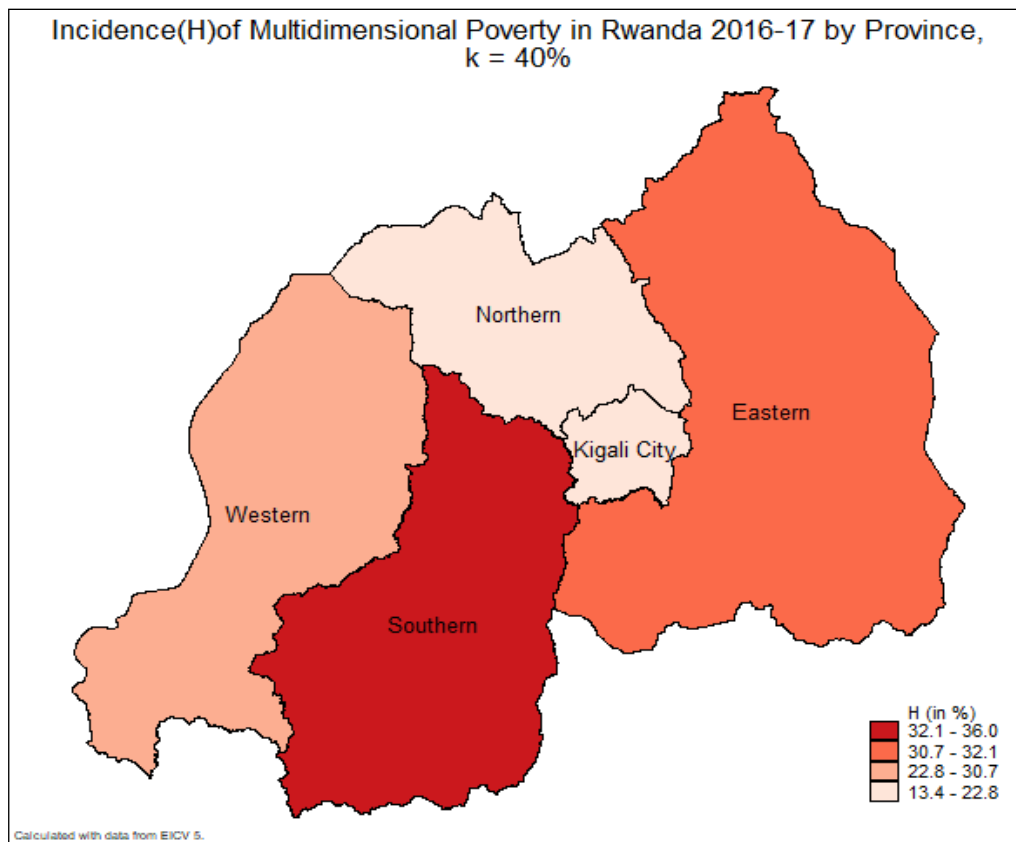 Incidence(H)of Multidimensional Poverty in Rwanda 2016-17 by Province,
k = 40%
Northern
Eastern
Kigali City
Western
Southern
H (in %)
32.1 - 36.0
30.7 - 32.1
22.8 - 30.7
13.4 - 22.8
Calculated with data from EICV 5.